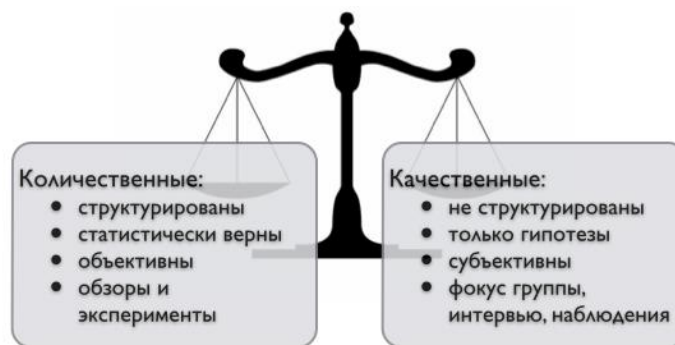 Количественные:
• структурированы
• статистически верны
• объективны
• обзоры и
эксперименты
Качественные:
• не структурированы
• только гипотезы
• субъективны
• фокус группы,
интервью, наблюдения